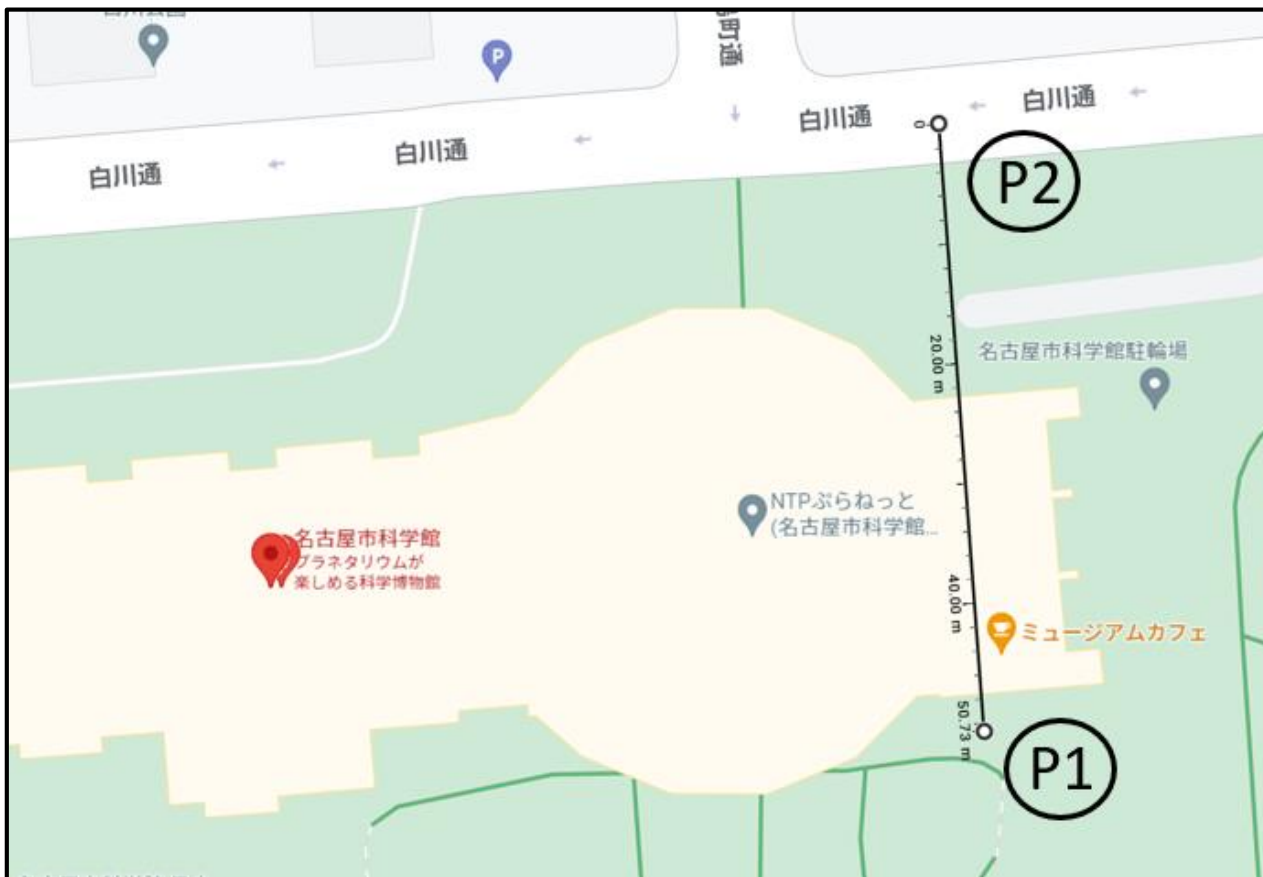 P
町通
白川通
白川通
白川通
白川通
0
P2
20.00 m
名古屋市科学館駐輪場
NTPぷらねっと
(名古屋市科学館...
名古屋市科学館
プラネタリウムが
楽しめる科学博物館
40.00 m
ミュージアムカフェ
50.73 m
P1